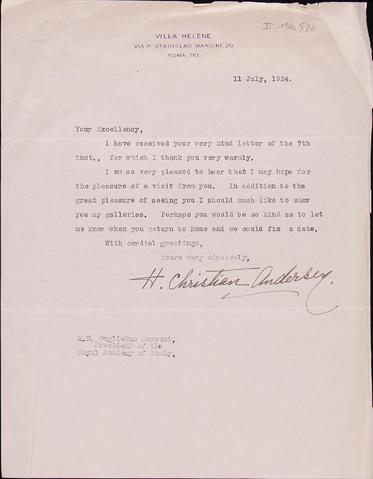 II. 194.526
VILLA HELENE
VIA P. STANISLAO MANCINI, 20
ROMA
11 July, 1934.
Your Excellency,
I have received your very kind letter of the 7th
inst., for which I thank you very warmly.
I am so very pleased to hear that I may hope for
the pleasure of a visit from you. In addition to the
great pleasure of seeing you I should much like to show
you my galleries. Perhaps you would be so kind as to let
me know when you return to Rome and we could fix a date.
With cordial greetings,
Yours very sincerely,
H. Christian Andersen.
Guglielmo Marconi,
President of the
Royal Academy of Italy,